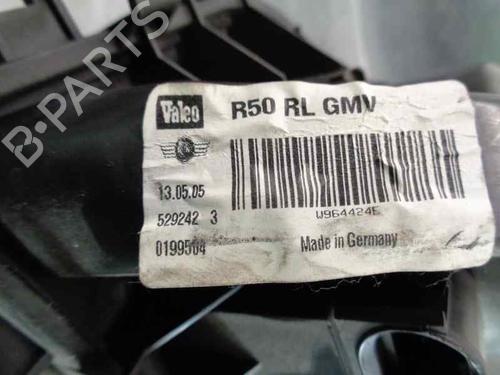 Valeo
R50 RL GMV
13.05.05
529242 3
0199504
W964424E
Made in Germany
B-PARTS